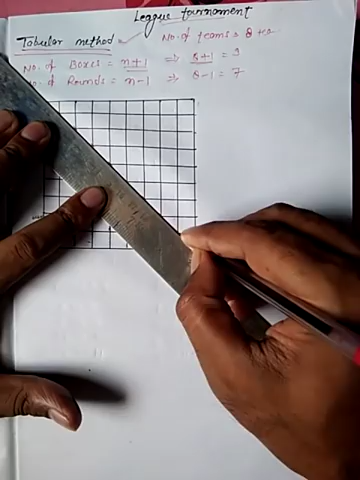 League tournament
Tabular method
No. of teams = 8
No. of Boxes = n+1 ⇒ 8+1 = 9
No. of Rounds = n-1 ⇒ 8-1 = 7